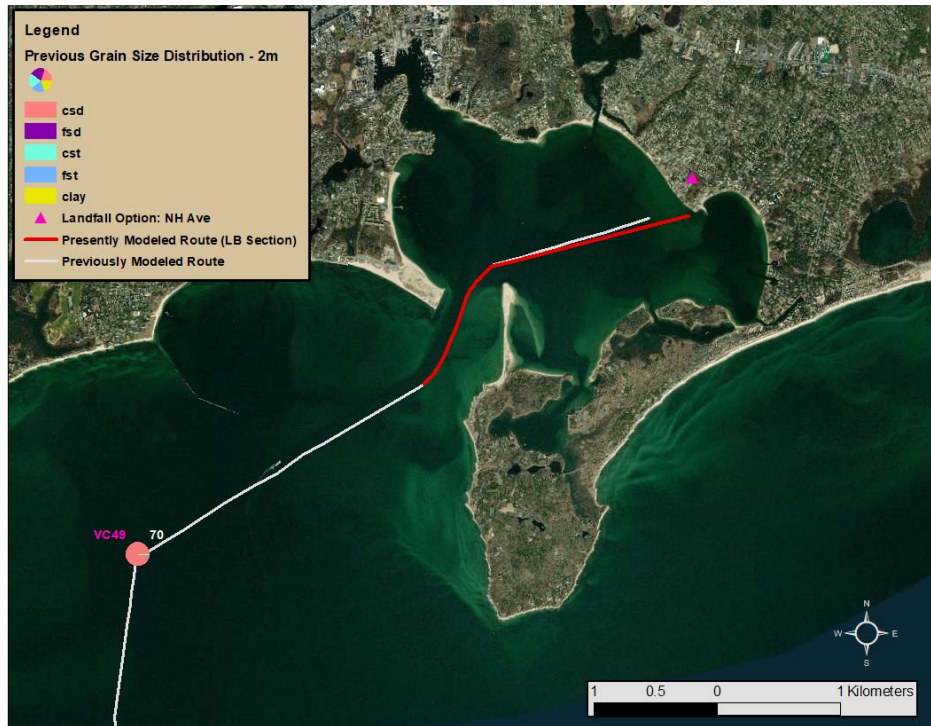 Legend
Previous Grain Size Distribution - 2m
csd
fsd
cst
fst
clay
Landfall Option: NH Ave
Presently Modeled Route (LB Section)
Previously Modeled Route
VC49 70
N
W E
S
1 0.5 0 1 Kilometers